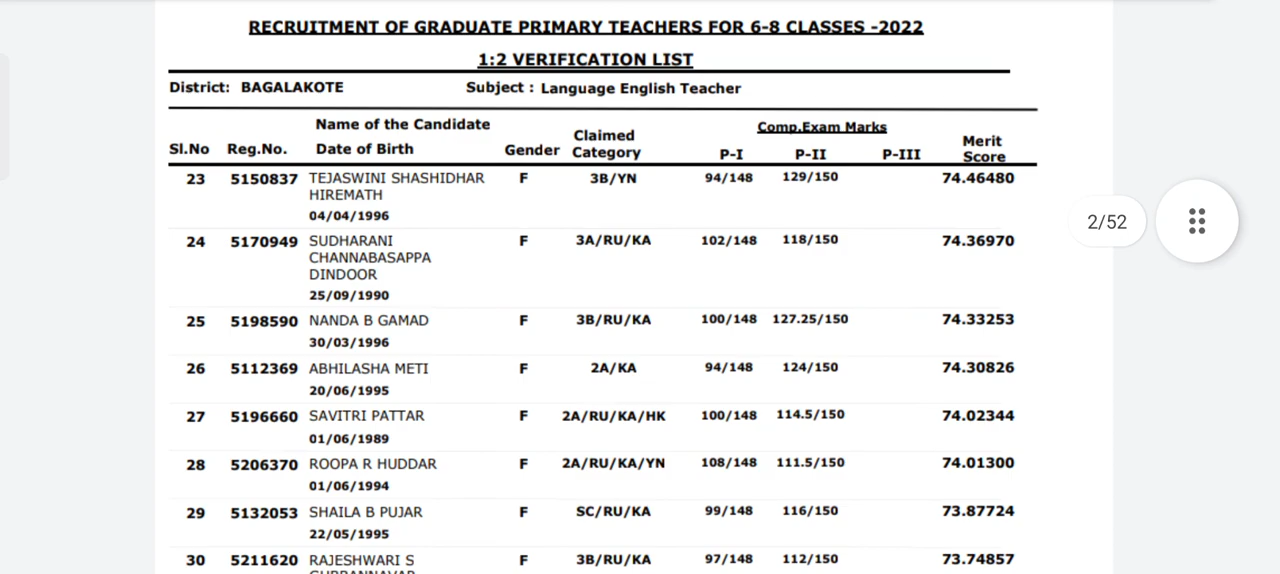 RECRUITMENT OF GRADUATE PRIMARY TEACHERS FOR 6-8 CLASSES -2022
1:2 VERIFICATION LIST
District: BAGALAKOTE Subject : Language English Teacher
Sl.No Reg.No. Name of the Candidate Date of Birth Gender Claimed Category Comp.Exam Marks P-I P-II P-III Merit Score
23 5150837 TEJASWINI SHASHIDHAR F 3B/YN 94/148 129/150 74.46480
HIREMATH
04/04/1996
24 5170949 SUDHARANI F 3A/RU/KA 102/148 118/150 74.36970
CHANNABASAPPA
DINDOOR
25/09/1990
25 5198590 NANDA B GAMAD F 3B/RU/KA 100/148 127.25/150 74.33253
30/03/1996
26 5112369 ABHILASHA METI F 2A/KA 94/148 124/150 74.30826
20/06/1995
27 5196660 SAVITRI PATTAR F 2A/RU/KA/HK 100/148 114.5/150 74.02344
01/06/1989
28 5206370 ROOPA R HUDDAR F 2A/RU/KA/YN 108/148 111.5/150 74.01300
01/06/1994
29 5132053 SHAILA B PUJAR F SC/RU/KA 99/148 116/150 73.87724
22/05/1995
30 5211620 RAJESHWARI S F 3B/RU/KA 97/148 112/150 73.74857
2/52